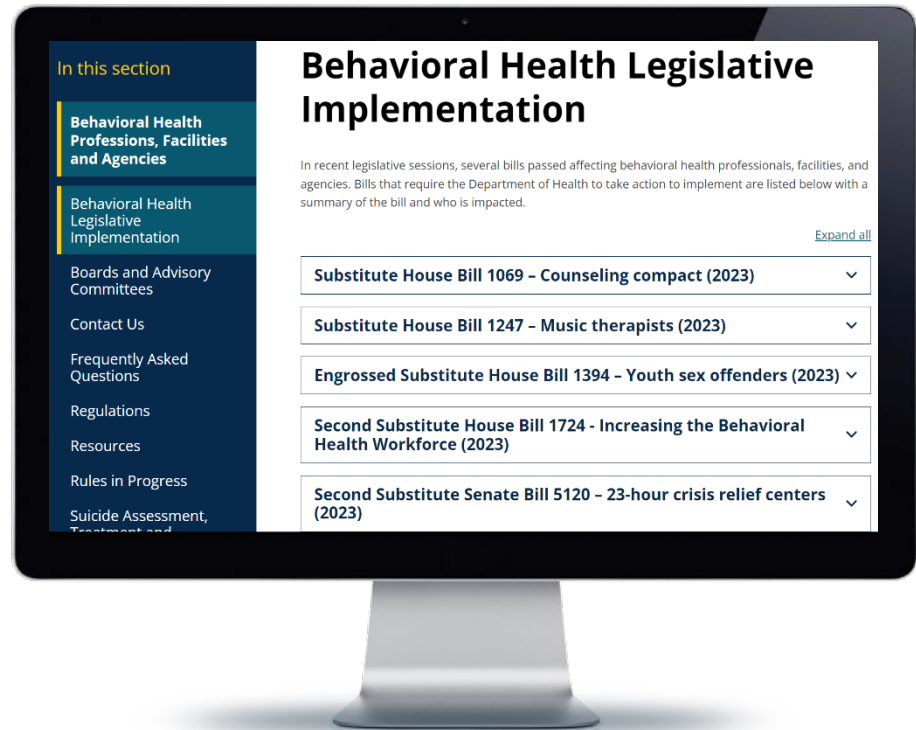 In this section
Behavioral Health
Professions, Facilities
and Agencies
Behavioral Health
Legislative
Implementation
Boards and Advisory
Committees
Contact Us
Frequently Asked
Questions
Regulations
Resources
Rules in Progress
Suicide Assessment,
Treatment and
Behavioral Health Legislative
Implementation
In recent legislative sessions, several bills passed affecting behavioral health professionals, facilities, and
agencies. Bills that require the Department of Health to take action to implement are listed below with a
summary of the bill and who is impacted.
Expand all
Substitute House Bill 1069 – Counseling compact (2023)
Substitute House Bill 1247 – Music therapists (2023)
Engrossed Substitute House Bill 1394 – Youth sex offenders (2023)
Second Substitute House Bill 1724 - Increasing the Behavioral
Health Workforce (2023)
Second Substitute Senate Bill 5120 – 23-hour crisis relief centers
(2023)